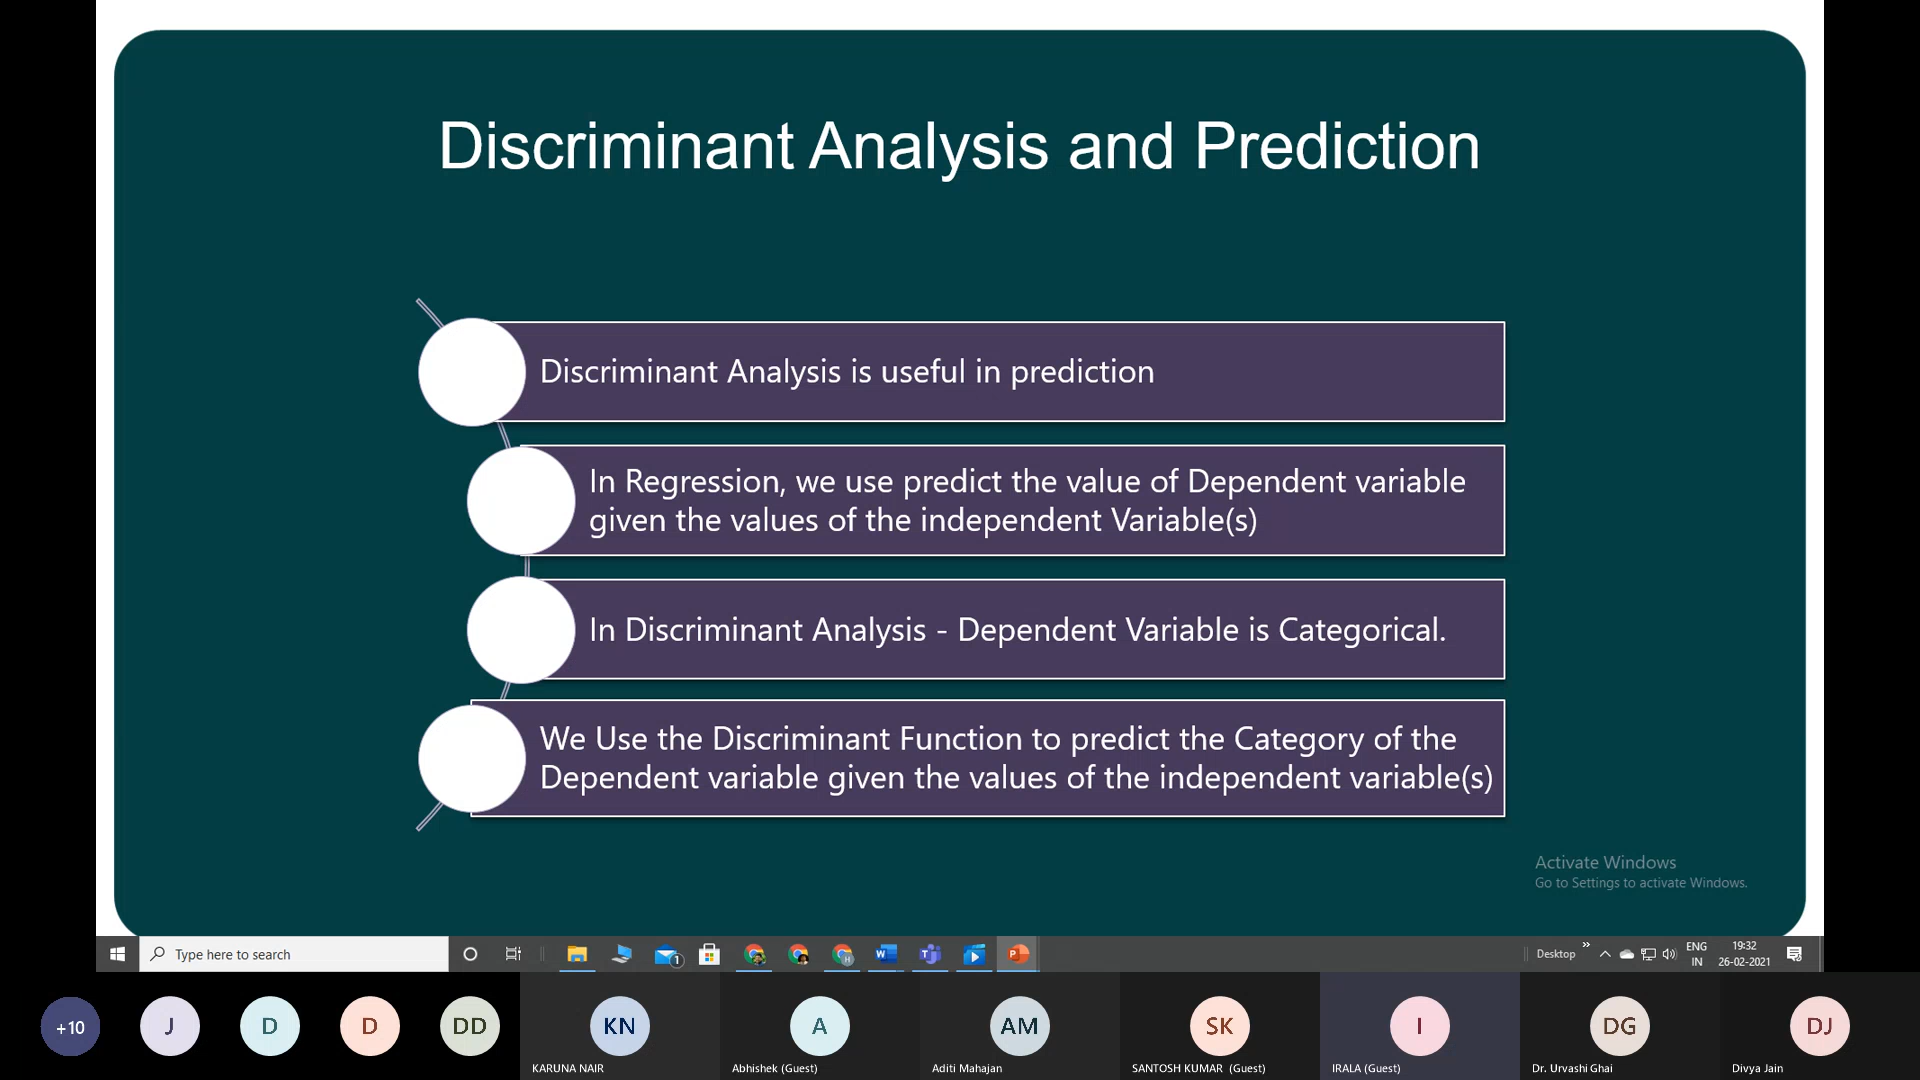 Discriminant Analysis and Prediction
Discriminant Analysis is useful in prediction
In Regression, we use predict the value of Dependent variable
given the values of the independent Variable(s)
In Discriminant Analysis - Dependent Variable is Categorical.
We Use the Discriminant Function to predict the Category of the
Dependent variable given the values of the independent variable(s)
Activate Windows
Go to Settings to activate Windows.
Type here to search
1
H
W
T
P
Desktop
»
ENG
IN
19:32
26-02-2021
+10
J
D
D
DD
KN
KARUNA NAIR
A
Abhishek (Guest)
AM
Aditi Mahajan
SK
SANTOSH KUMAR (Guest)
I
IRALA (Guest)
DG
Dr. Urvashi Ghai
DJ
Divya Jain